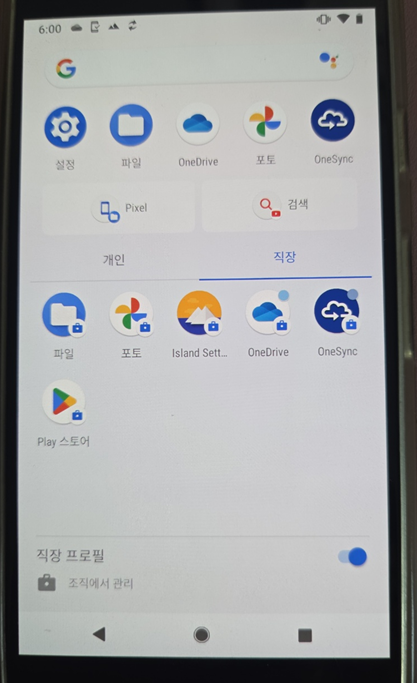 6:00
G
설정 파일 OneDrive 포토 OneSync
Pixel 검색
개인 직장
파일 포토 Island Sett... OneDrive OneSync
Play 스토어
직장 프로필
조직에서 관리